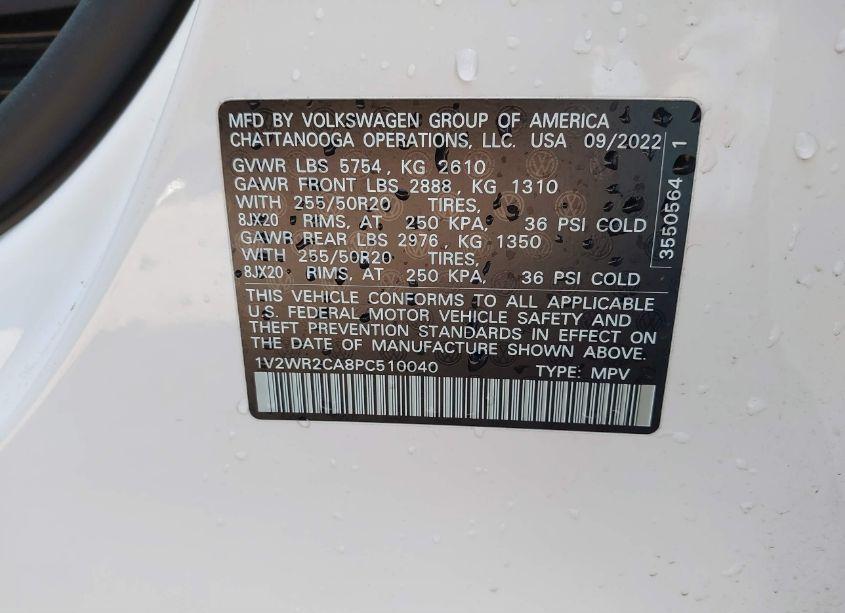 MFD BY VOLKSWAGEN GROUP OF AMERICA
CHATTANOOGA OPERATIONS, LLC. USA 09/2022
GVWR LBS 5754, KG 2610
GAWR FRONT LBS 2888, KG 1310
WITH 255/50R20 TIRES,
8JX20 RIMS, AT 250 KPA, 36 PSI COLD
GAWR REAR LBS 2976, KG 1350
WITH 255/50R20 TIRES,
8JX20 RIMS, AT 250 KPA, 36 PSI COLD
THIS VEHICLE CONFORMS TO ALL APPLICABLE
U.S. FEDERAL MOTOR VEHICLE SAFETY AND
THEFT PREVENTION STANDARDS IN EFFECT ON
THE DATE OF MANUFACTURE SHOWN ABOVE.
1V2WR2CA8PC510040 TYPE: MPV
3550564 1